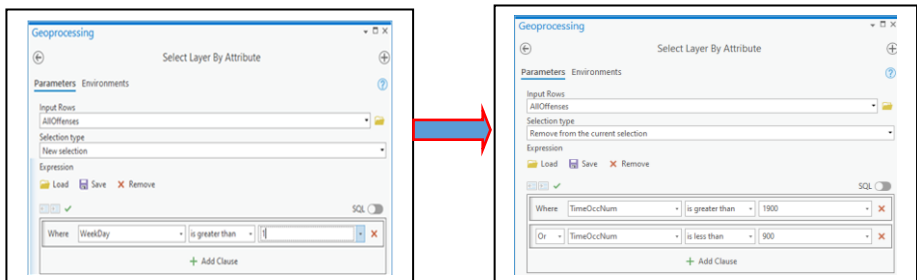 Geoprocessing
Select Layer By Attribute
Parameters Environments
Input Rows
AllOffenses
Selection type
New selection
Expression
Load Save Remove
SQL
Where WeekDay is greater than 1
Add Clause
Geoprocessing
Select Layer By Attribute
Parameters Environments
Input Rows
AllOffenses
Selection type
Remove from the current selection
Expression
Load Save Remove
SQL
Where TimeOccNum is greater than 1900
Or TimeOccNum is less than 900
Add Clause